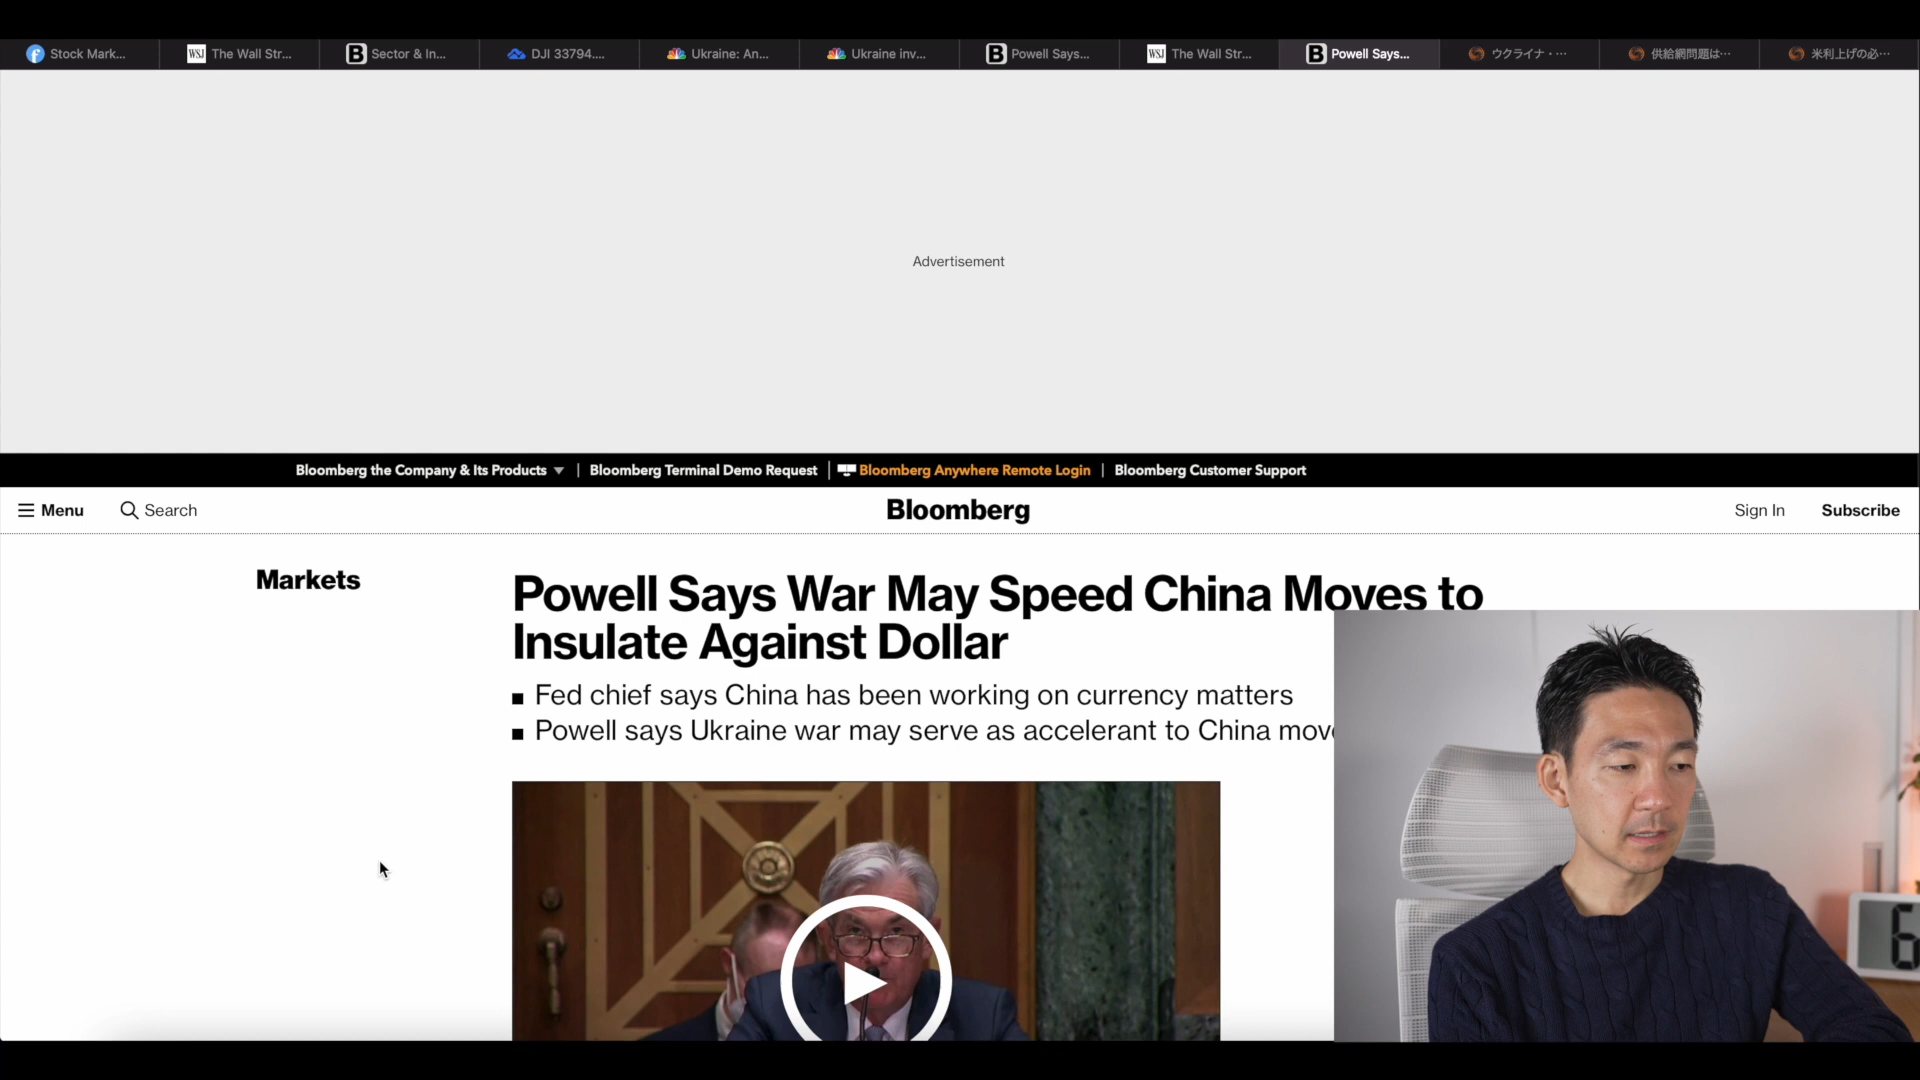 Stock Mark...
WSJ The Wall Str...
B Sector & In...
DJI 33794....
Ukraine: An...
Ukraine inv...
B Powell Says...
WSJ The Wall Str...
B Powell Says...
ウクライナ・…
供給網問題は…
米利上げの必…
Advertisement
Bloomberg the Company & Its Products
Bloomberg Terminal Demo Request
Bloomberg Anywhere Remote Login
Bloomberg Customer Support
Menu
Search
Bloomberg
Sign In
Subscribe
Markets
Powell Says War May Speed China Moves to
Insulate Against Dollar
Fed chief says China has been working on currency matters
Powell says Ukraine war may serve as accelerant to China
6